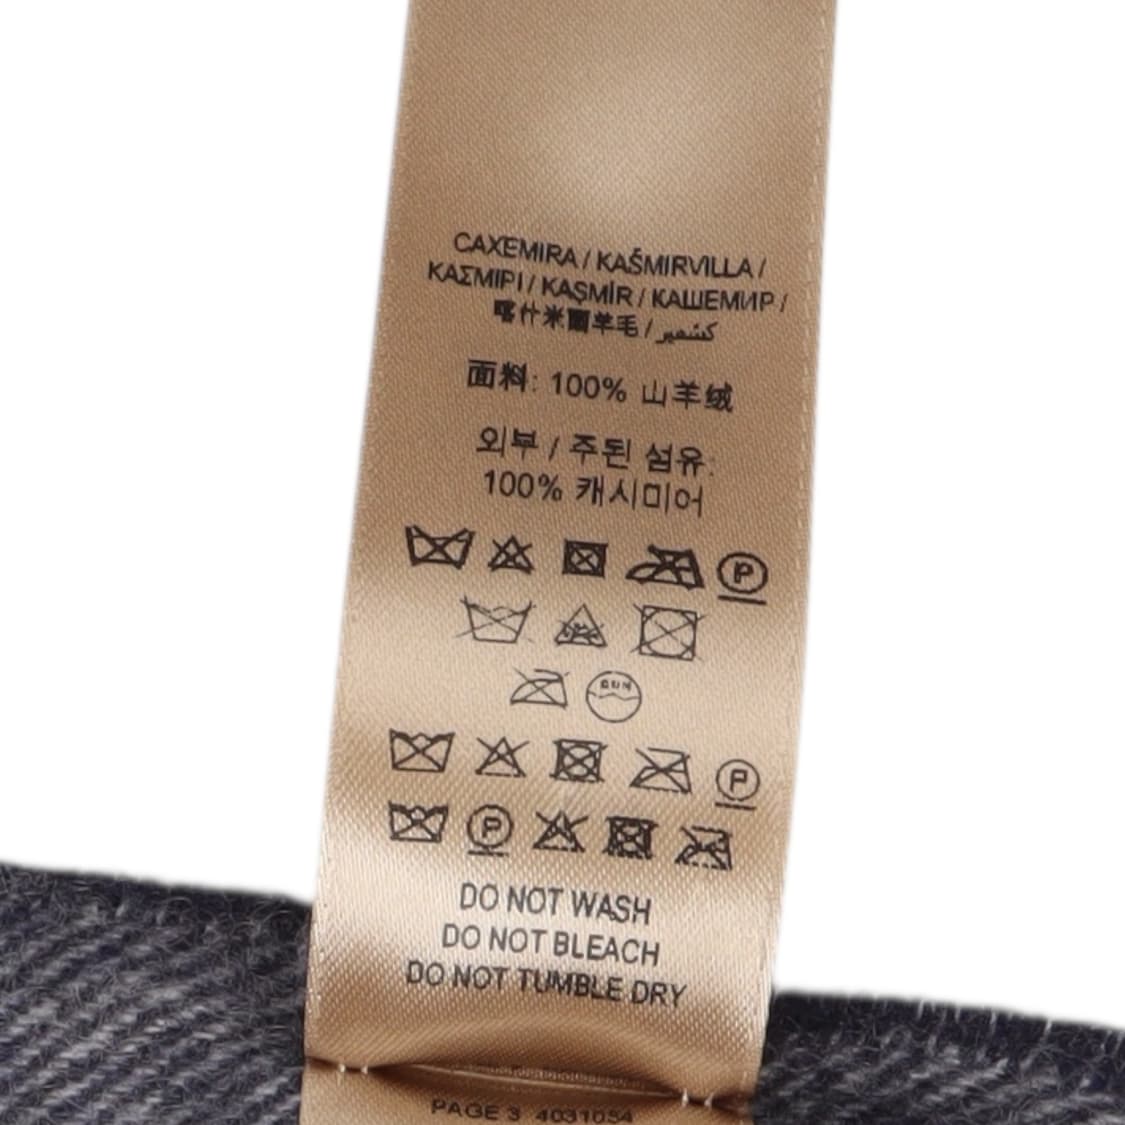 CAXEMIRA / KAŠMIRVILLA /
ΚΑΣΜΙΡΙ / KAŞMİR / КАШЕМИР /
喀什米爾羊毛 / كشمير
面料: 100% 山羊绒
외부 / 주된 섬유:
100% 캐시미어
P
P
P
DO NOT WASH
DO NOT BLEACH
DO NOT TUMBLE DRY
PAGE 3 4031054